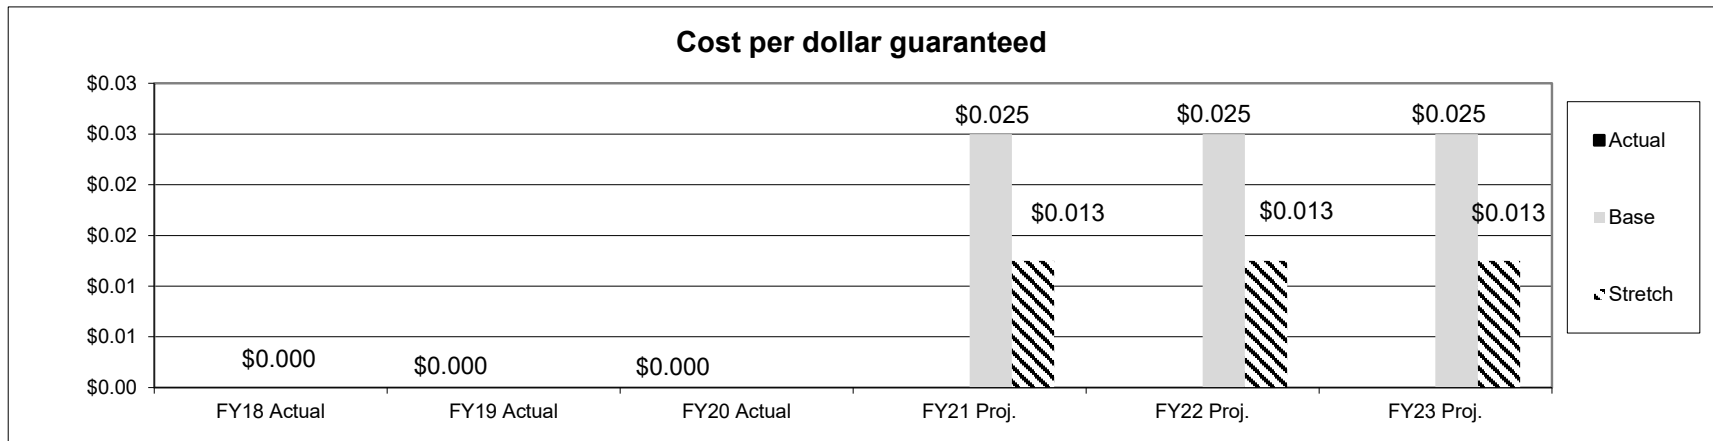 Cost per dollar guaranteed
$0.03
$0.03
$0.02
$0.02
$0.01
$0.01
$0.00
$0.000
$0.000
$0.000
$0.025
$0.013
$0.025
$0.013
$0.025
$0.013
FY18 Actual
FY19 Actual
FY20 Actual
FY21 Proj.
FY22 Proj.
FY23 Proj.
Actual
Base
Stretch